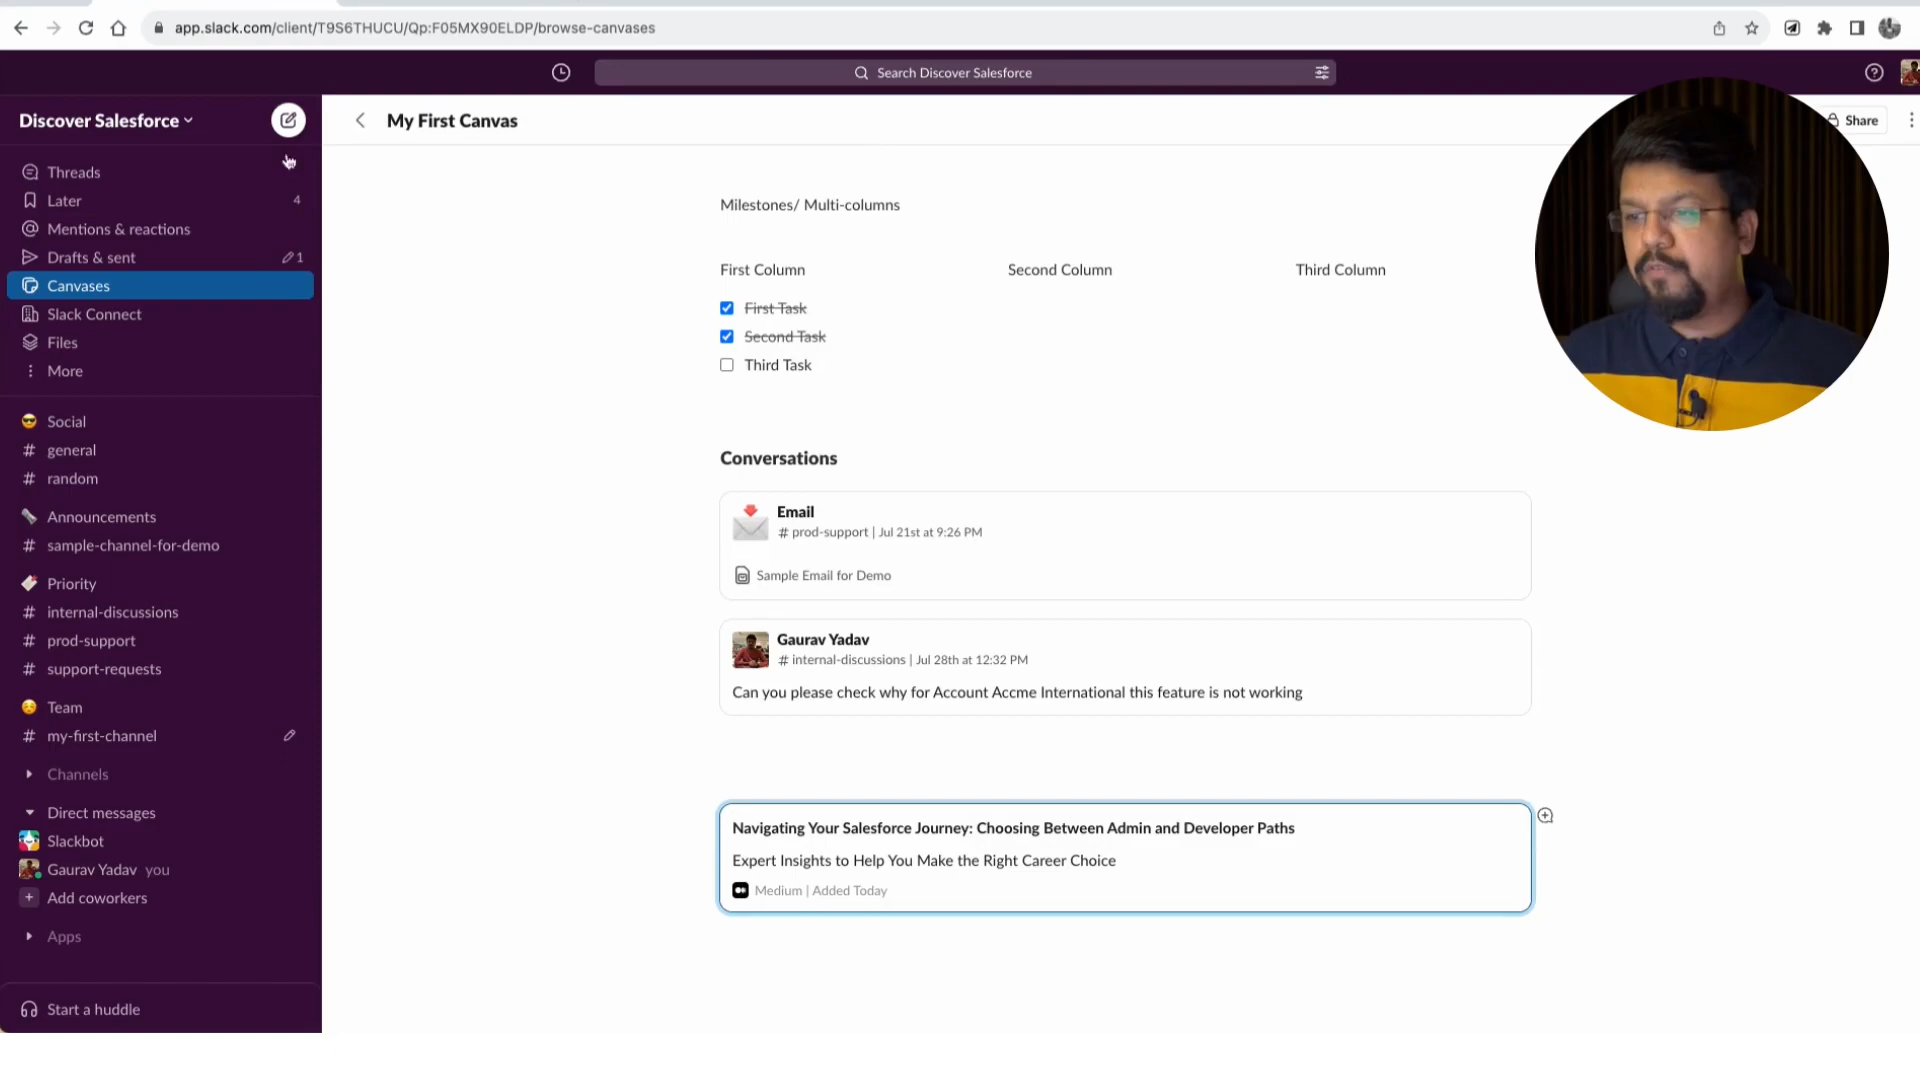 app.slack.com/client/T9S6THUCU/Qp:F05MX90ELDP/browse-canvases
Search Discover Salesforce
Discover Salesforce
My First Canvas
Share
Threads
Later 4
Mentions & reactions
Drafts & sent 1
Canvases
Slack Connect
Files
More
Social
# general
# random
Announcements
# sample-channel-for-demo
Priority
# internal-discussions
# prod-support
# support-requests
Team
# my-first-channel
Channels
Direct messages
Slackbot
Gaurav Yadav you
+ Add coworkers
Apps
Start a huddle
Milestones/ Multi-columns
First Column Second Column Third Column
First Task
Second Task
Third Task
Conversations
Email
# prod-support | Jul 21st at 9:26 PM
Sample Email for Demo
Gaurav Yadav
# internal-discussions | Jul 28th at 12:32 PM
Can you please check why for Account Accme International this feature is not working
Navigating Your Salesforce Journey: Choosing Between Admin and Developer Paths
Expert Insights to Help You Make the Right Career Choice
Medium | Added Today